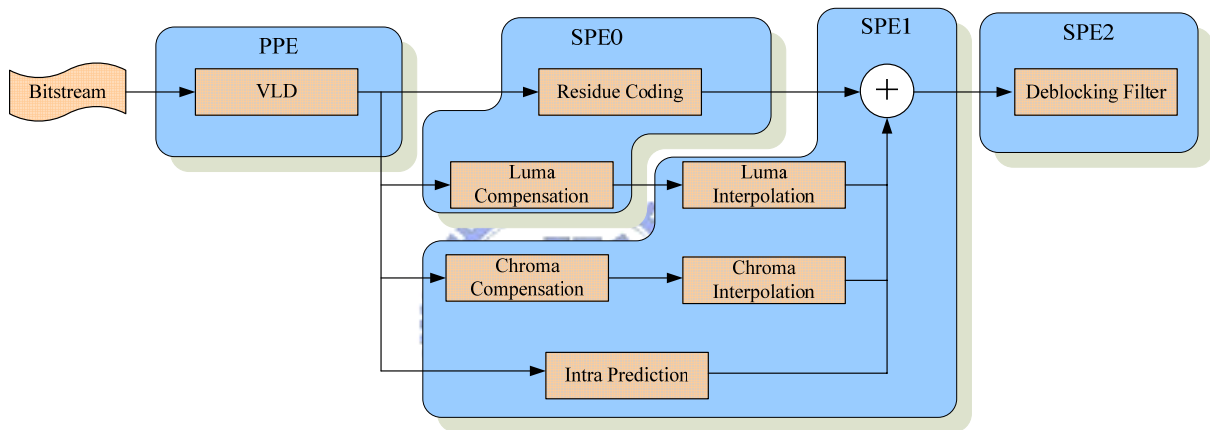 PPE
SPE0
SPE1
SPE2
Bitstream
VLD
Residue Coding
+
Deblocking Filter
Luma
Compensation
Luma
Interpolation
Chroma
Compensation
Chroma
Interpolation
Intra Prediction